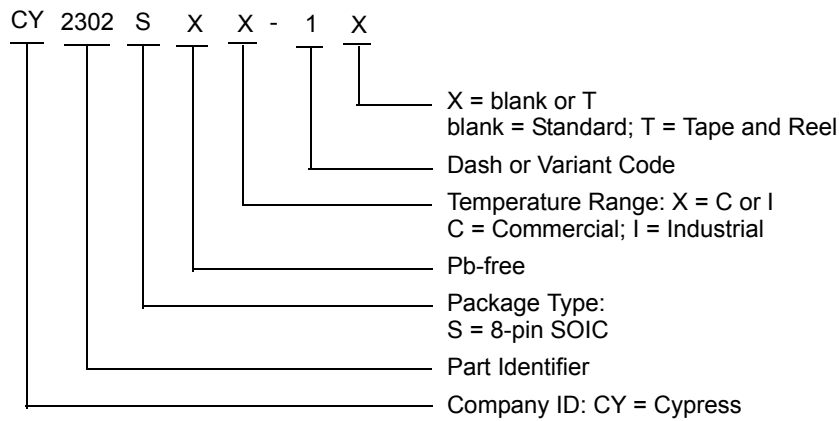 CY 2302 S X X - 1 X
X = blank or T
blank = Standard; T = Tape and Reel
Dash or Variant Code
Temperature Range: X = C or I
C = Commercial; I = Industrial
Pb-free
Package Type:
S = 8-pin SOIC
Part Identifier
Company ID: CY = Cypress